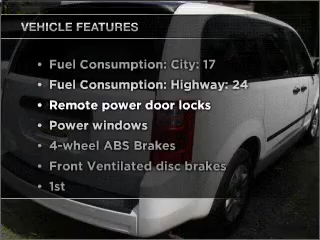 VEHICLE FEATURES
• Fuel Consumption: City: 17
• Fuel Consumption: Highway: 24
• Remote power door locks
• Power windows
• 4-wheel ABS Brakes
• Front Ventilated disc brakes
• 1st